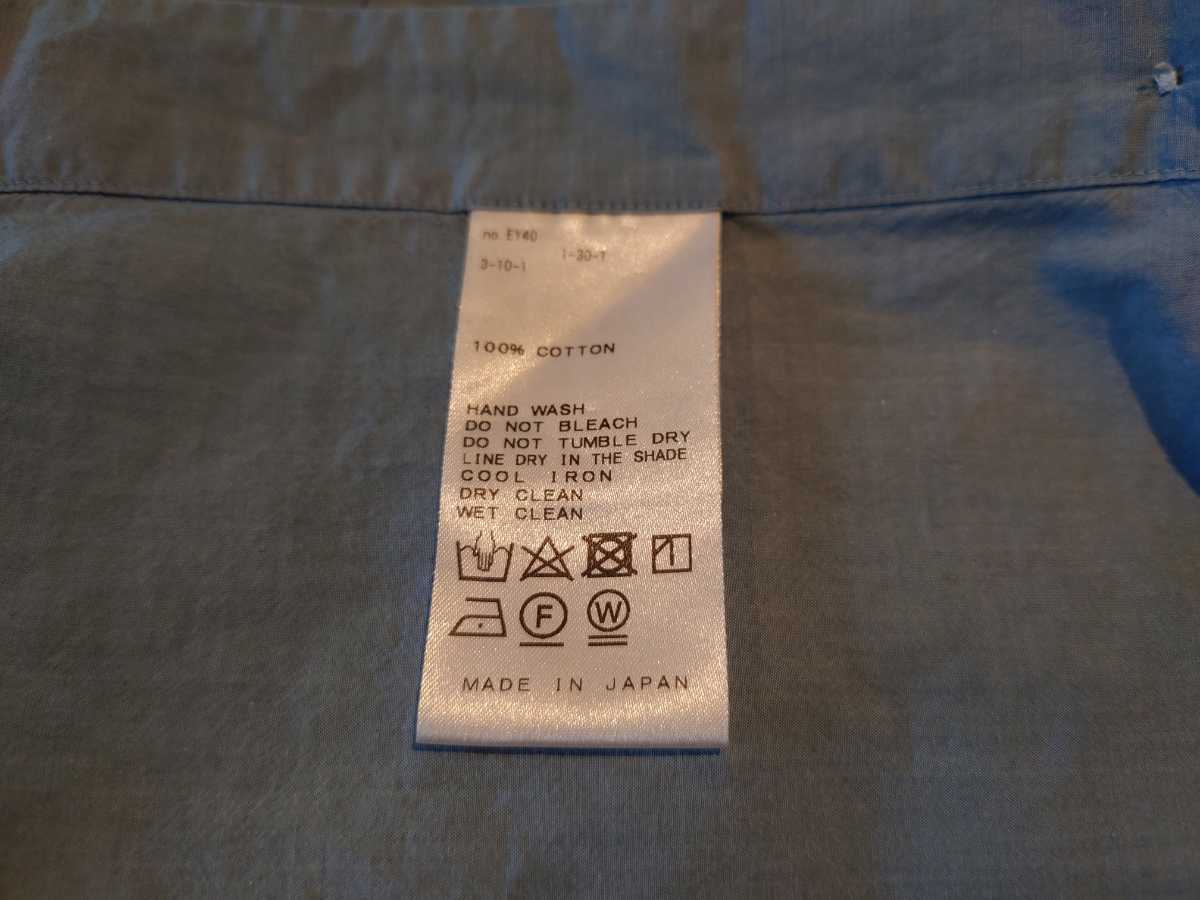 no. EY40
3-10-1 1-30-1
100% COTTON
HAND WASH
DO NOT BLEACH
DO NOT TUMBLE DRY
LINE DRY IN THE SHADE
COOL IRON
DRY CLEAN
WET CLEAN
F W
MADE IN JAPAN